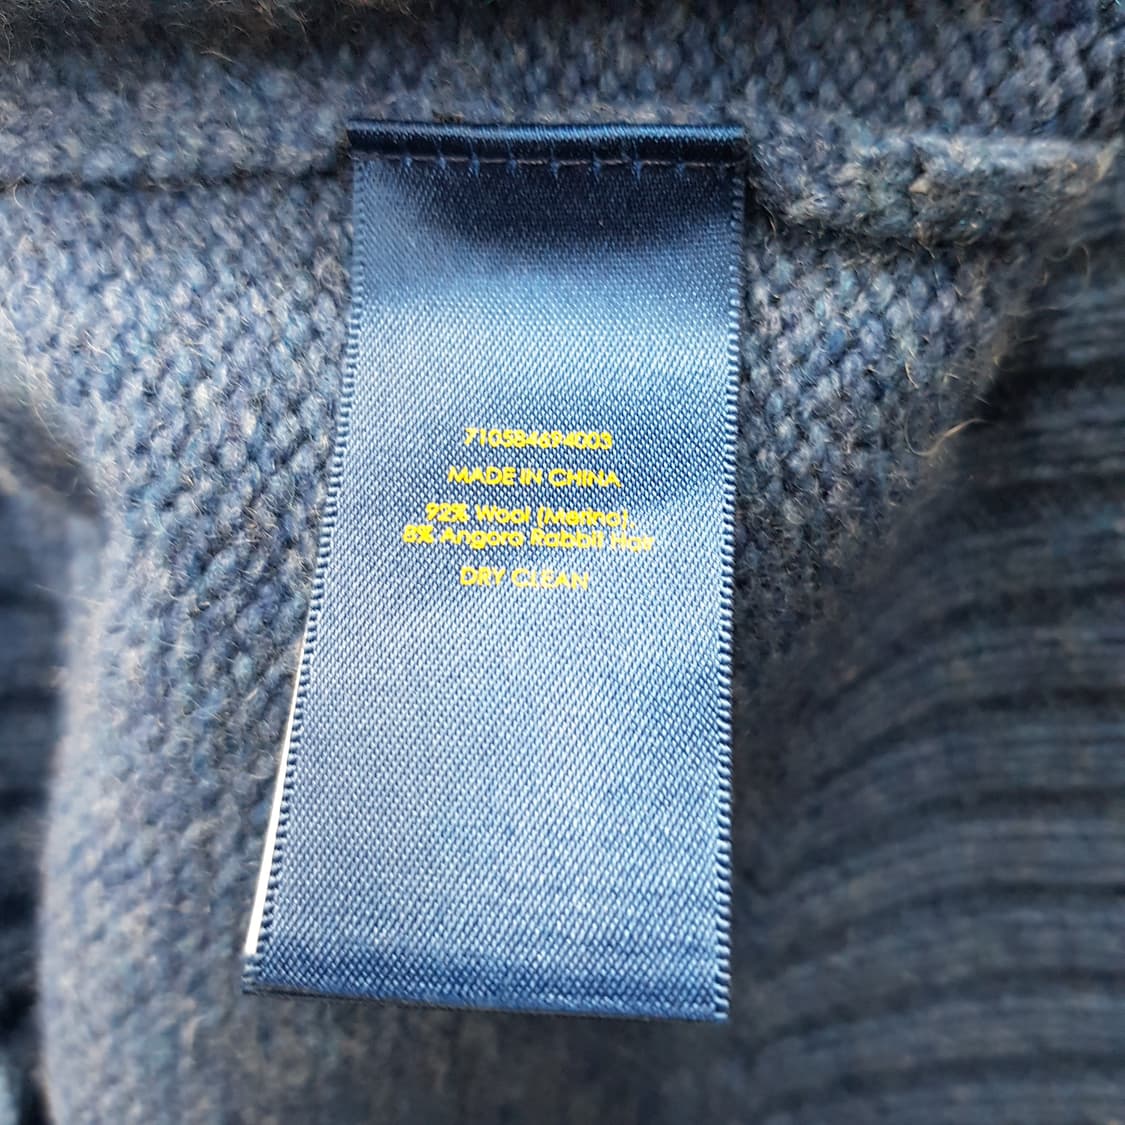 710584694003
MADE IN CHINA
92% Wool (Merino),
8% Angora Rabbit Hair
DRY CLEAN